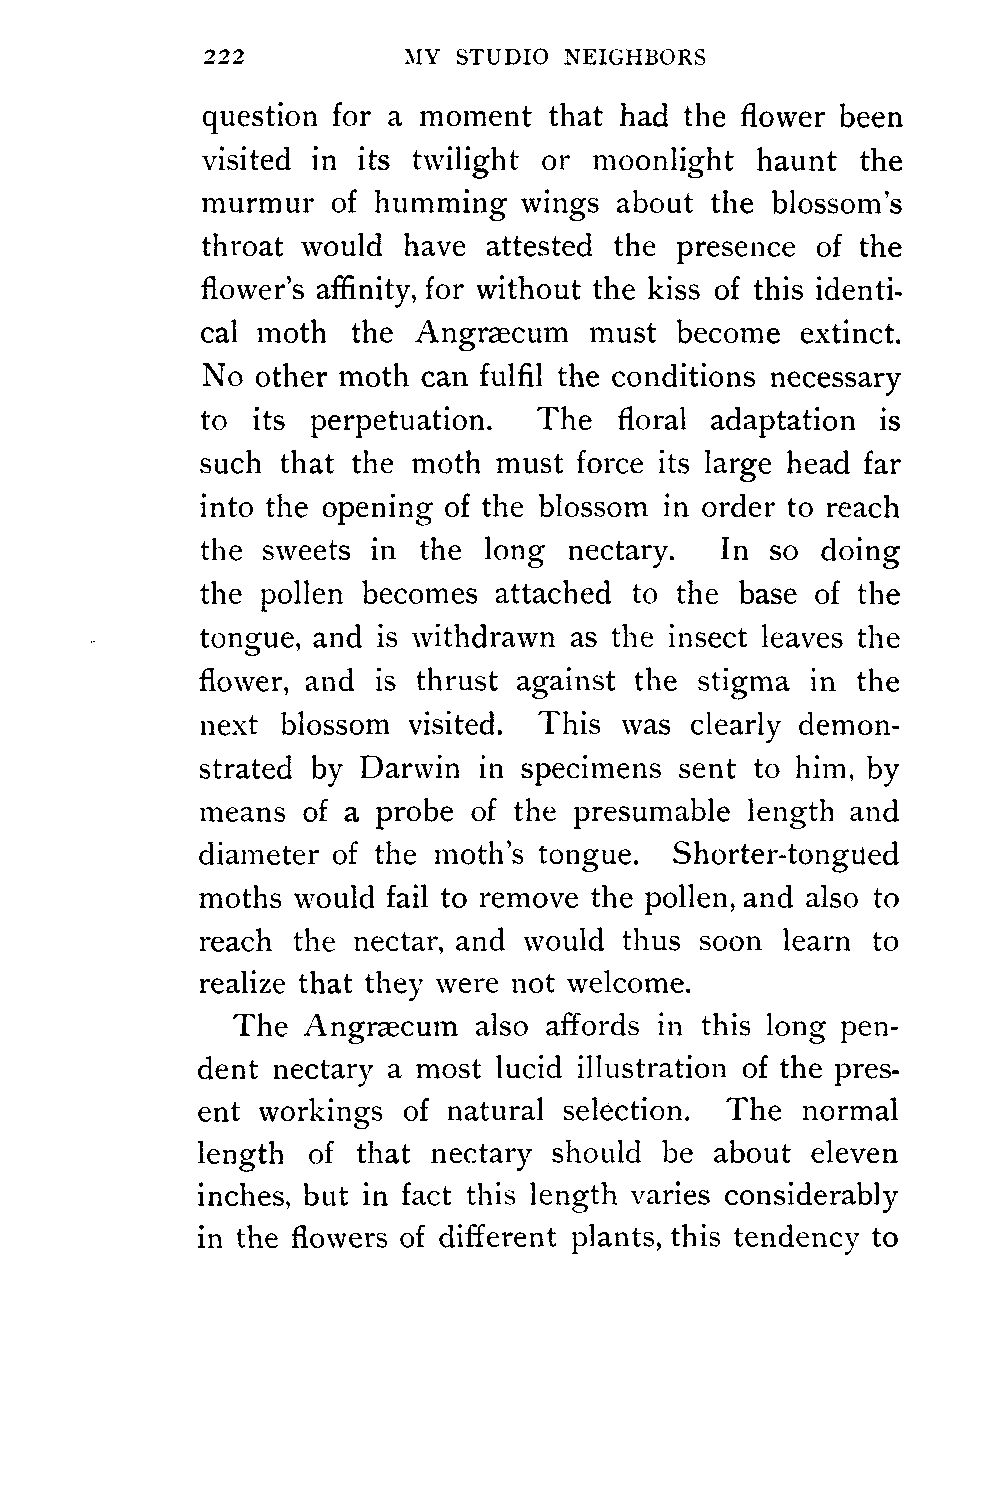 222 MY STUDIO NEIGHBORS
question for a moment that had the flower been
visited in its twilight or moonlight haunt the
murmur of humming wings about the blossom's
throat would have attested the presence of the
flower's affinity, for without the kiss of this identi-
cal moth the Angræcum must become extinct.
No other moth can fulfil the conditions necessary
to its perpetuation. The floral adaptation is
such that the moth must force its large head far
into the opening of the blossom in order to reach
the sweets in the long nectary. In so doing
the pollen becomes attached to the base of the
tongue, and is withdrawn as the insect leaves the
flower, and is thrust against the stigma in the
next blossom visited. This was clearly demon-
strated by Darwin in specimens sent to him, by
means of a probe of the presumable length and
diameter of the moth's tongue. Shorter-tongued
moths would fail to remove the pollen, and also to
reach the nectar, and would thus soon learn to
realize that they were not welcome.
The Angræcum also affords in this long pen-
dent nectary a most lucid illustration of the pres-
ent workings of natural selection. The normal
length of that nectary should be about eleven
inches, but in fact this length varies considerably
in the flowers of different plants, this tendency to